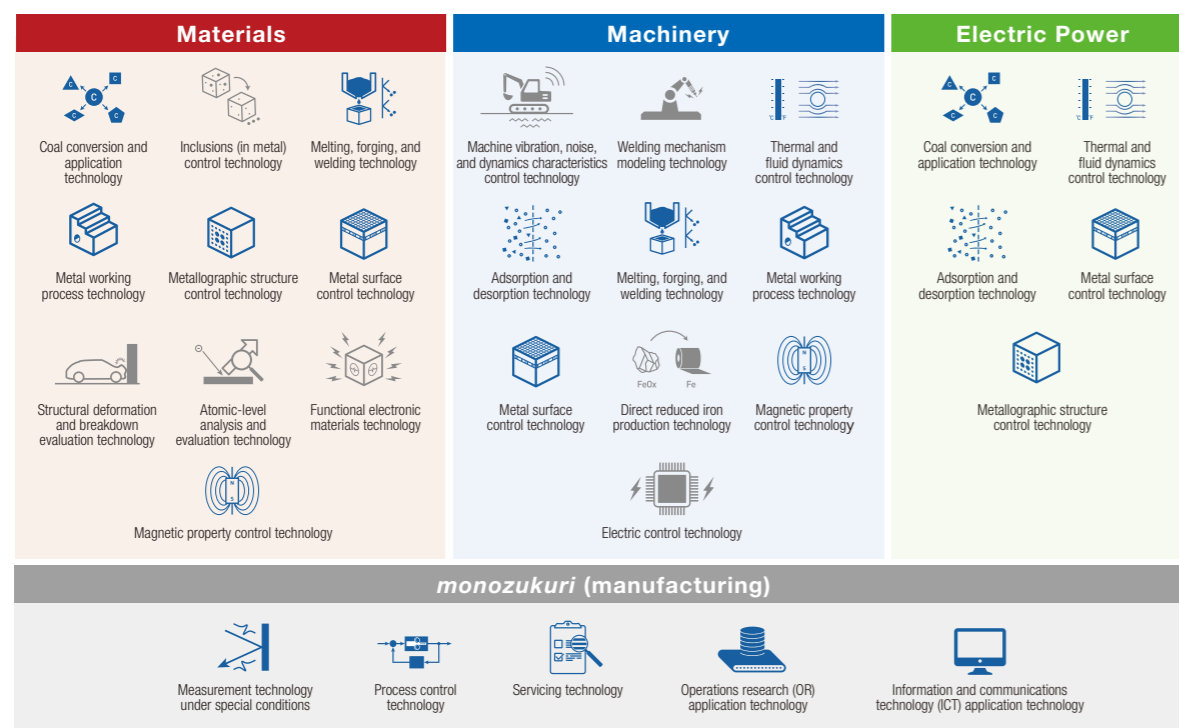 Materials
Coal conversion and
application
technology
Inclusions (in metal)
control technology
Melting, forging, and
welding technology
Metal working
process technology
Metallographic structure
control technology
Metal surface
control technology
Structural deformation
and breakdown
evaluation technology
Atomic-level
analysis and
evaluation technology
Functional electronic
materials technology
N
S
Magnetic property control technology
Machinery
Machine vibration, noise,
and dynamics characteristics
control technology
Welding mechanism
modeling technology
°C °F
Thermal and
fluid dynamics
control technology
Adsorption and
desorption technology
Melting, forging, and
welding technology
Metal working
process technology
Metal surface
control technology
FeOx Fe
Direct reduced iron
production technology
N
S
Magnetic property
control technology
Electric control technology
Electric Power
C
C C
C C
Coal conversion and
application technology
°C °F
Thermal and
fluid dynamics
control technology
Adsorption and
desorption technology
Metal surface
control technology
Metallographic structure
control technology
monozukuri (manufacturing)
Measurement technology
under special conditions
Process control
technology
Servicing technology
Operations research (OR)
application technology
Information and communications
technology (ICT) application technology